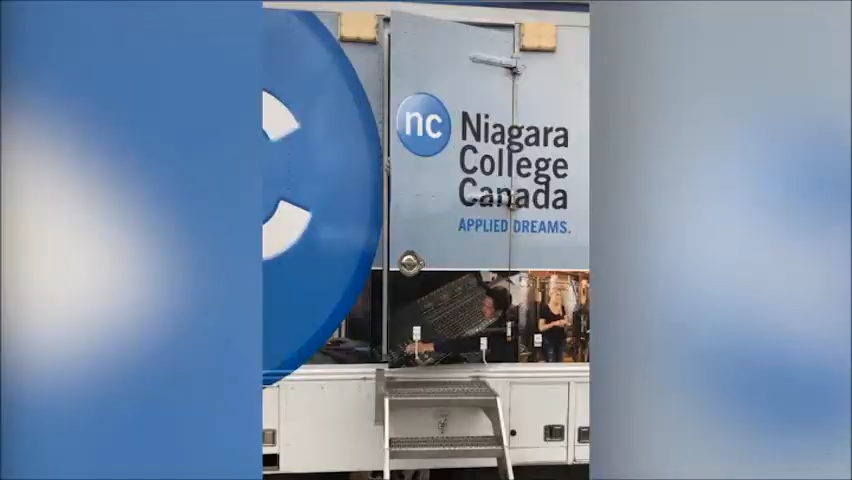 nc
Niagara
College
Canada
APPLIED DREAMS.
C